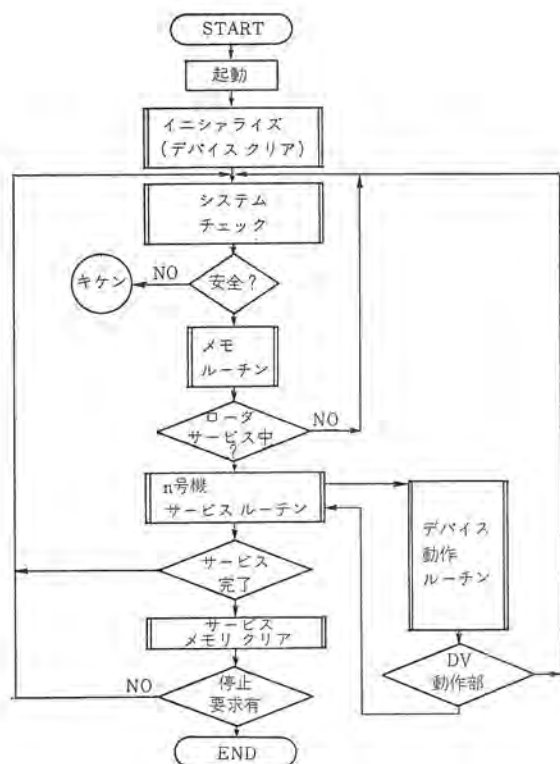 START
起動
イニシァライズ
(デバイス クリア)
システム
チェック
キケン
NO
安全?
メモ
ルーチン
ローダ
サービス中
?
NO
n号機
サービス ルーテン
デバイス
動作
ルーチン
サービス
完了
サービス
メモリ クリア
DV
動作部
NO
停止
要求有
END